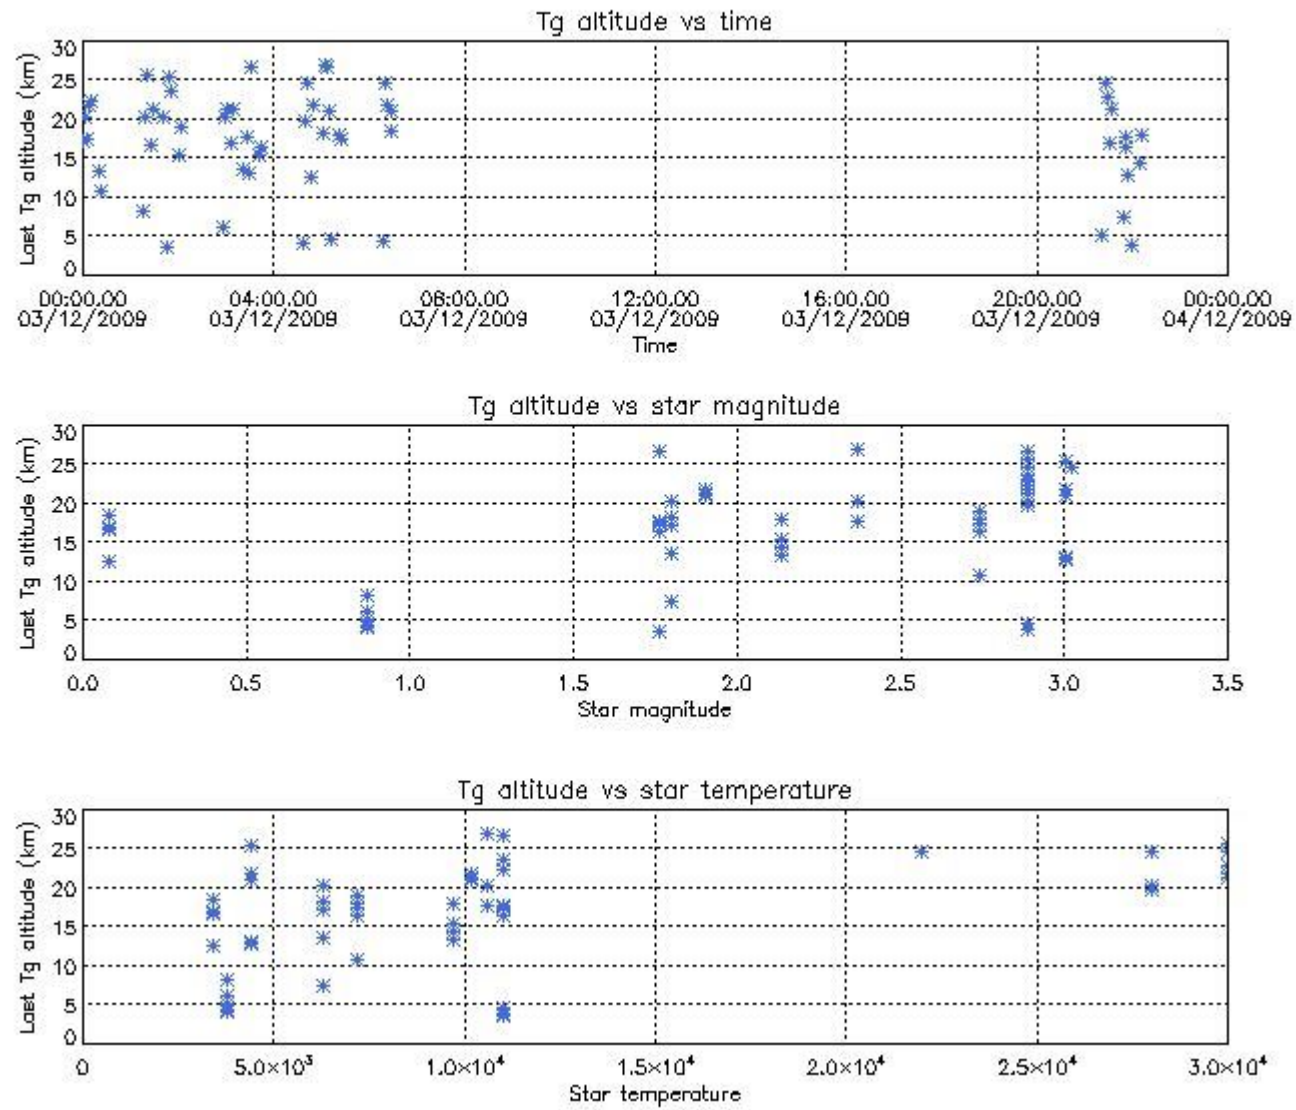 Tg altitude vs time
Last Tg altitude (km)
30
25
20
15
10
5
0
00:00.00 04:00.00 08:00.00 12:00.00 16:00.00 20:00.00 00:00.00
03/12/2009 03/12/2009 03/12/2009 03/12/2009 03/12/2009 03/12/2009 04/12/2009
Time
Tg altitude vs star magnitude
Last Tg altitude (km)
30
25
20
15
10
5
0
0.0 0.5 1.0 1.5 2.0 2.5 3.0 3.5
Star magnitude
Tg altitude vs star temperature
Last Tg altitude (km)
30
25
20
15
10
5
0
0 5.0×10³ 1.0×10⁴ 1.5×10⁴ 2.0×10⁴ 2.5×10⁴ 3.0×10⁴
Star temperature